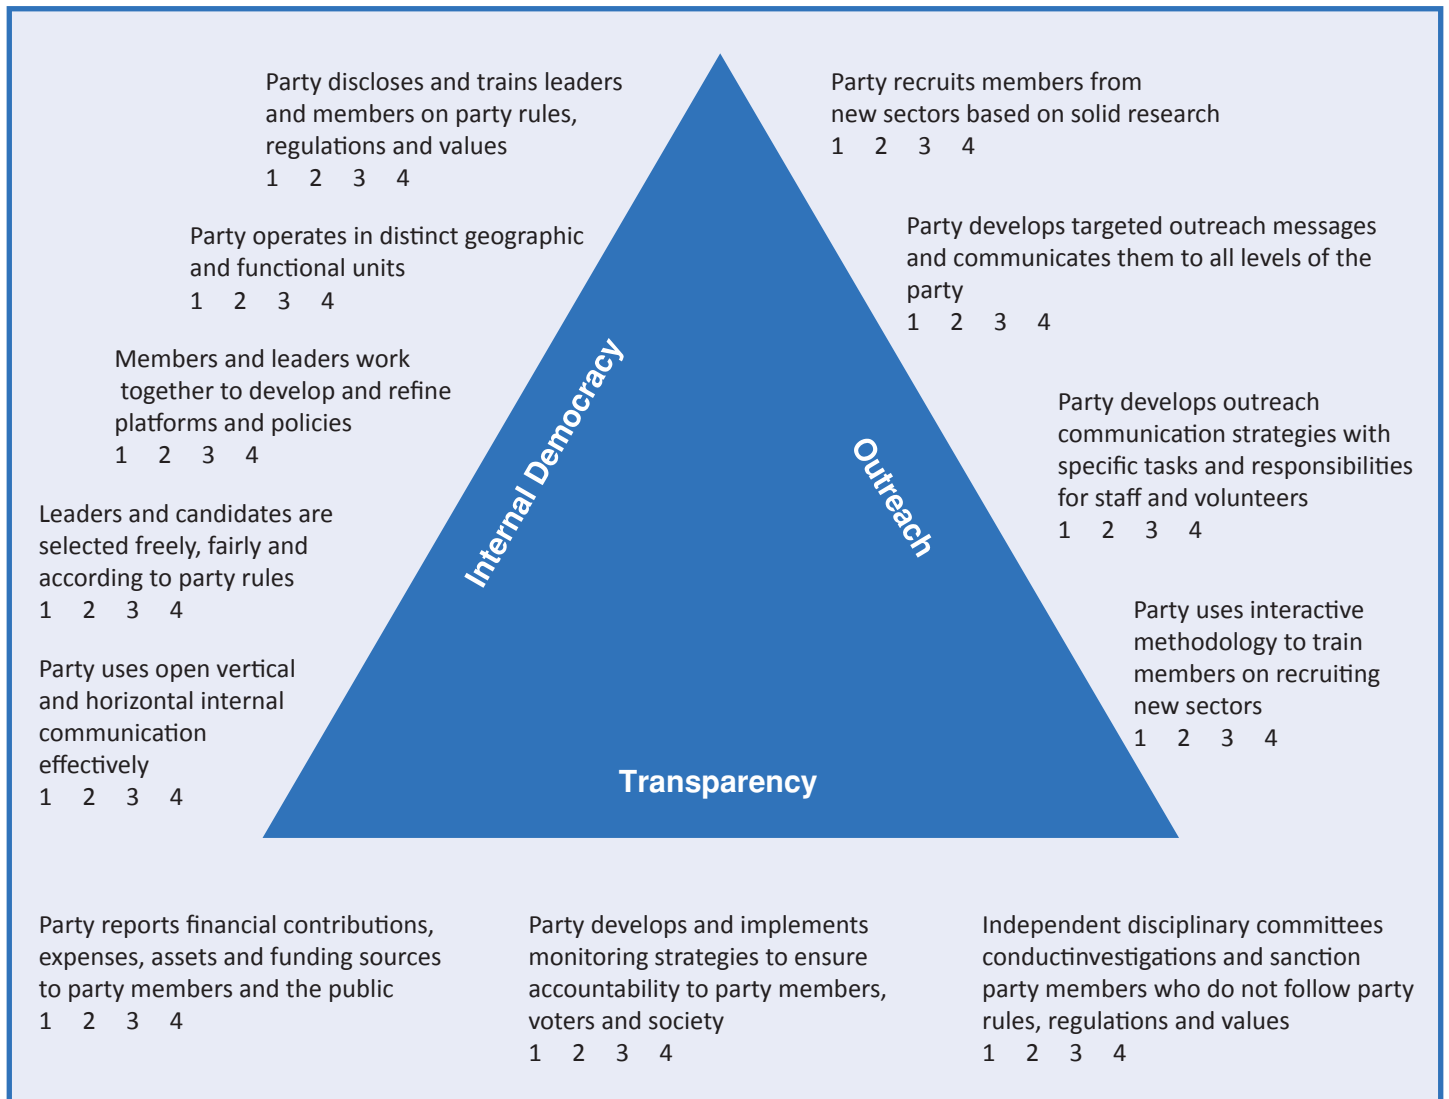 Party discloses and trains leaders
and members on party rules,
regulations and values
1 2 3 4
Party operates in distinct geographic
and functional units
1 2 3 4
Members and leaders work
together to develop and refine
platforms and policies
1 2 3 4
Leaders and candidates are
selected freely, fairly and
according to party rules
1 2 3 4
Party uses open vertical
and horizontal internal
communication
effectively
1 2 3 4
Internal Democracy
Outreach
Transparency
Party recruits members from
new sectors based on solid research
1 2 3 4
Party develops targeted outreach messages
and communicates them to all levels of the
party
1 2 3 4
Party develops outreach
communication strategies with
specific tasks and responsibilities
for staff and volunteers
1 2 3 4
Party uses interactive
methodology to train
members on recruiting
new sectors
1 2 3 4
Party reports financial contributions,
expenses, assets and funding sources
to party members and the public
1 2 3 4
Party develops and implements
monitoring strategies to ensure
accountability to party members,
voters and society
1 2 3 4
Independent disciplinary committees
conductinvestigations and sanction
party members who do not follow party
rules, regulations and values
1 2 3 4